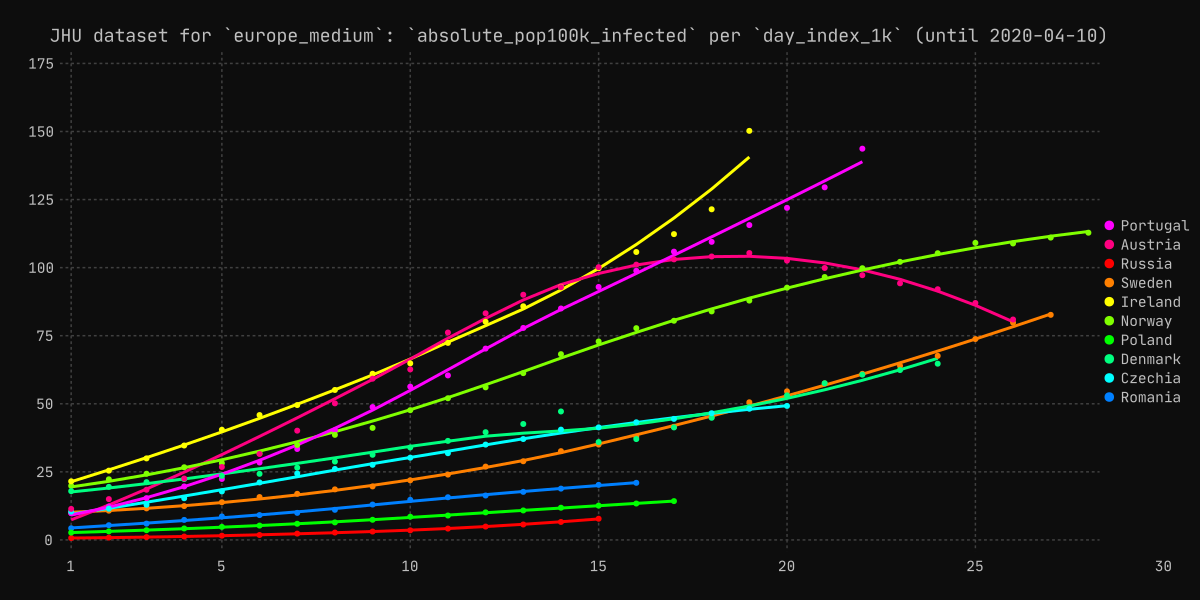 JHU dataset for `europe_medium`: `absolute_pop100k_infected` per `day_index_1k` (until 2020-04-10)
175
150
125
100
75
50
25
0
1 5 10 15 20 25 30
Portugal
Austria
Russia
Sweden
Ireland
Norway
Poland
Denmark
Czechia
Romania